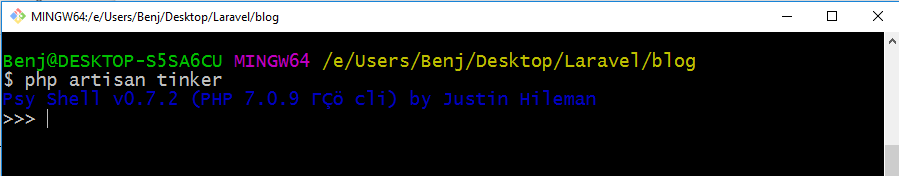 MINGW64:/e/Users/Benj/Desktop/Laravel/blog
Benj@DESKTOP-S5SA6CU MINGW64 /e/Users/Benj/Desktop/Laravel/blog
$ php artisan tinker
Psy Shell v0.7.2 (PHP 7.0.9 ΓÇö cli) by Justin Hileman
>>>